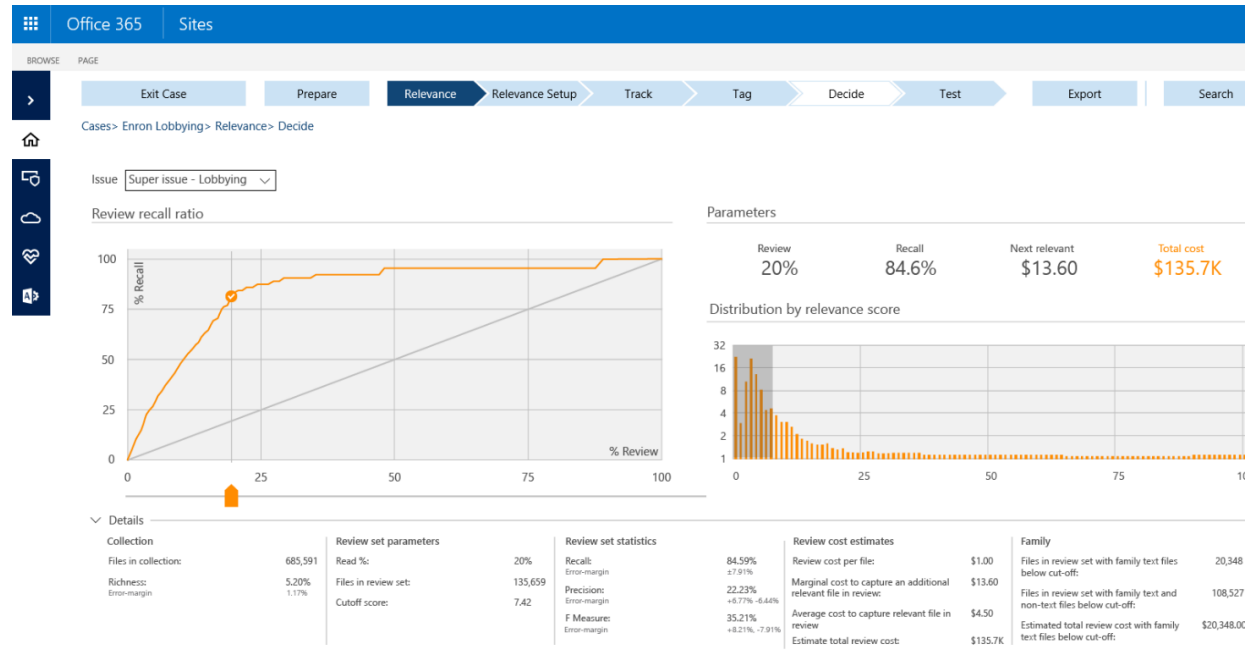 Office 365 Sites
BROWSE PAGE
Exit Case Prepare Relevance Relevance Setup Track Tag Decide Test Export Search
Cases> Enron Lobbying> Relevance> Decide
Issue Super issue - Lobbying
Review recall ratio
100
75
50
25
0
% Recall
% Review
0 25 50 75 100
Parameters
Review Recall Next relevant Total cost
20% 84.6% $13.60 $135.7K
Distribution by relevance score
32
16
8
4
2
1
0 25 50 75 10
Details
Collection
Files in collection: 685,591
Richness: 5.20%
Error-margin 1.17%
Review set parameters
Read %: 20%
Files in review set: 135,659
Cutoff score: 7.42
Review set statistics
Recall: 84.59%
Error-margin ±7.91%
Precision: 22.23%
Error-margin +6.77% -6.44%
F Measure: 35.21%
Error-margin +8.21%, -7.91%
Review cost estimates
Review cost per file: $1.00
Marginal cost to capture an additional $13.60
relevant file in review:
Average cost to capture relevant file in $4.50
review
Estimate total review cost: $135.7K
Family
Files in review set with family text files 20,348
below cut-off:
Files in review set with family text and 108,527
non-text files below cut-off:
Estimated total review cost with family $20,348.00
text files below cut-off: